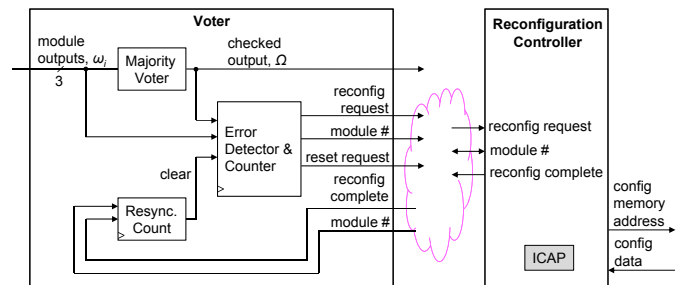 Voter
Reconfiguration
Controller
module
outputs, ωi
3
Majority
Voter
checked
output, Ω
reconfig
request
module #
reset request
reconfig
complete
module #
Error
Detector &
Counter
clear
Resync.
Count
reconfig request
module #
reconfig complete
config
memory
address
config
data
ICAP